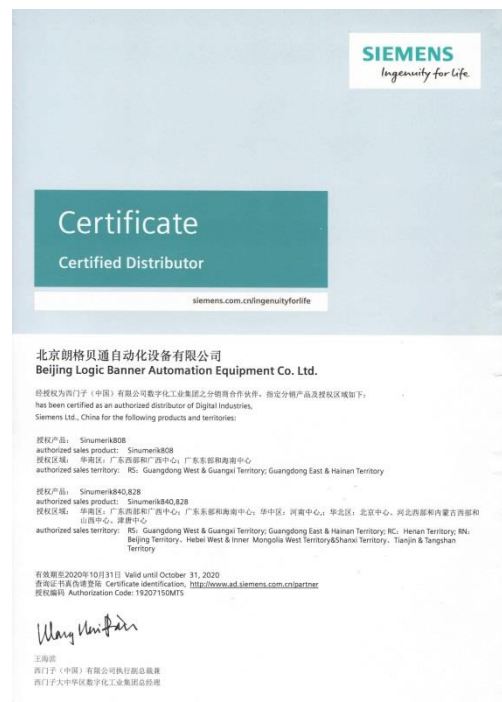 SIEMENS
Ingenuity for life
Certificate
Certified Distributor
siemens.com.cn/ingenuityforlife
北京朗格贝通自动化设备有限公司
Beijing Logic Banner Automation Equipment Co. Ltd.
经授权为西门子（中国）有限公司数字化工业集团之分销商合作伙伴，指定分销产品及授权区域如下：
has been certified as an authorized distributor of Digital Industries,
Siemens Ltd., China for the following products and territories:
授权产品： Sinumerik808
authorized sales product: Sinumerik808
授权区域： 华南区：广东西部和广西中心；广东东部和海南中心
authorized sales territory: RS: Guangdong West & Guangxi Territory; Guangdong East & Hainan Territory
授权产品： Sinumerik840,828
authorized sales product: Sinumerik840,828
授权区域： 华南区：广东西部和广西中心；广东东部和海南中心；华中区：河南中心,；华北区：北京中心、河北西部和内蒙古西部和
山西中心、津唐中心
authorized sales territory: RS: Guangdong West & Guangxi Territory; Guangdong East & Hainan Territory; RC: Henan Territory; RN:
Beijing Territory、Hebei West & Inner Mongolia West Territory&Shanxi Territory、Tianjin & Tangshan
Territory
有效期至2020年10月31日 Valid until October 31, 2020
查询证书真伪请登陆 Certificate identification, http://www.ad.siemens.com.cn/partner
授权编码 Authorization Code: 19207150MTS
王海滨
西门子（中国）有限公司执行副总裁兼
西门子大中华区数字化工业集团总经理